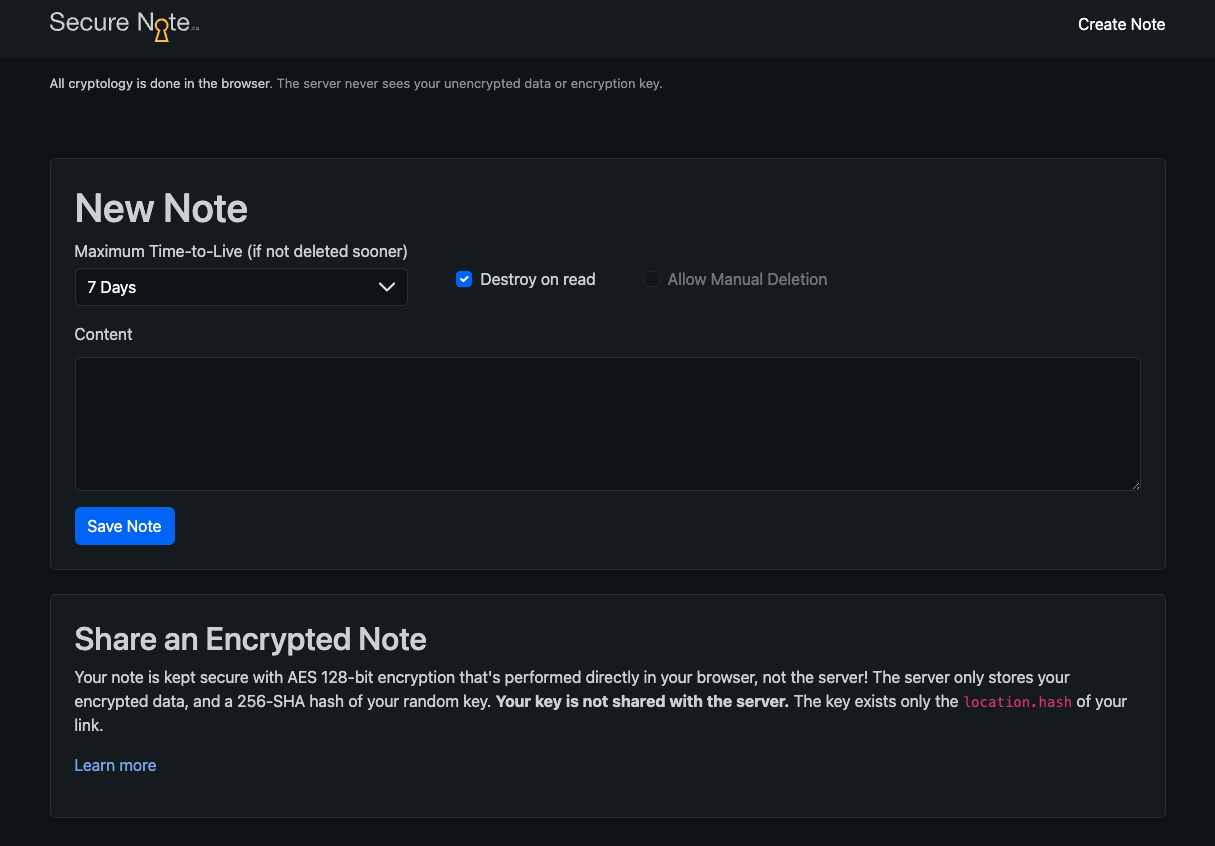 Secure Note.ca
Create Note
All cryptology is done in the browser. The server never sees your unencrypted data or encryption key.
New Note
Maximum Time-to-Live (if not deleted sooner)
7 Days
Destroy on read
Allow Manual Deletion
Content
Save Note
Share an Encrypted Note
Your note is kept secure with AES 128-bit encryption that's performed directly in your browser, not the server! The server only stores your
encrypted data, and a 256-SHA hash of your random key. Your key is not shared with the server. The key exists only the location.hash of your
link.
Learn more